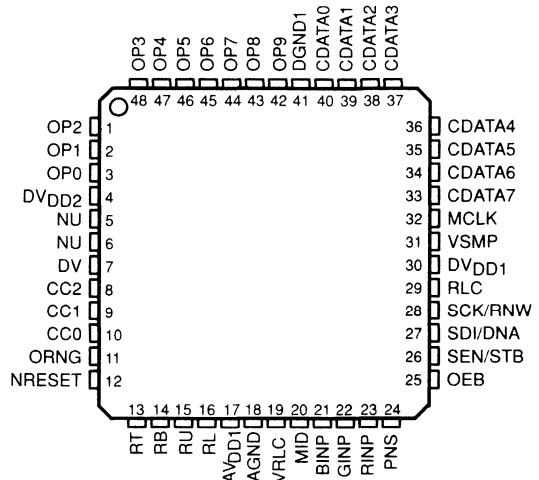 OP3 OP4 OP5 OP6 OP7 OP8 OP9 DGND1 CDATA0 CDATA1 CDATA2 CDATA3
48 47 46 45 44 43 42 41 40 39 38 37
OP2 1 36 CDATA4
OP1 2 35 CDATA5
OP0 3 34 CDATA6
DVDD2 4 33 CDATA7
NU 5 32 MCLK
NU 6 31 VSMP
DV 7 30 DVDD1
CC2 8 29 RLC
CC1 9 28 SCK/RNW
CC0 10 27 SDI/DNA
ORNG 11 26 SEN/STB
NRESET 12 25 OEB
13 14 15 16 17 18 19 20 21 22 23 24
RT RB RU RL AVDD1 AGND VRLC MID BINP GINP RINP PNS